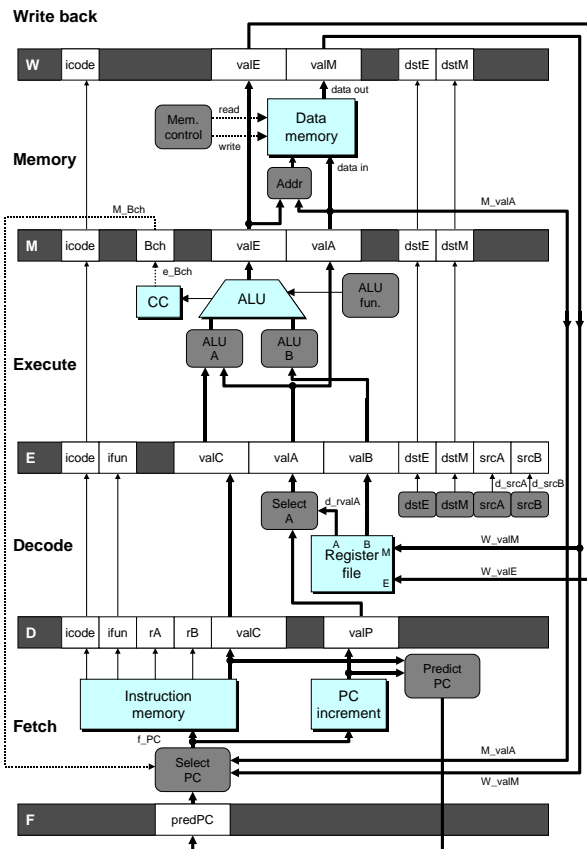 Write back
W icode valE valM dstE dstM
data out
read
Mem.
control
Data
memory
write
Memory
data in
Addr
M_Bch
M_valA
M icode Bch valE valA dstE dstM
e_Bch
CC
ALU
ALU
fun.
ALU
A
ALU
B
Execute
E icode ifun valC valA valB dstE dstM srcA srcB
d_srcA d_srcB
Select
A
d_rvalA
dstE dstM srcA srcB
Decode
A B
M
Register
file
E
W_valM
W_valE
D icode ifun rA rB valC valP
Predict
PC
Instruction
memory
PC
increment
Fetch
f_PC
Select
PC
M_valA
W_valM
F predPC